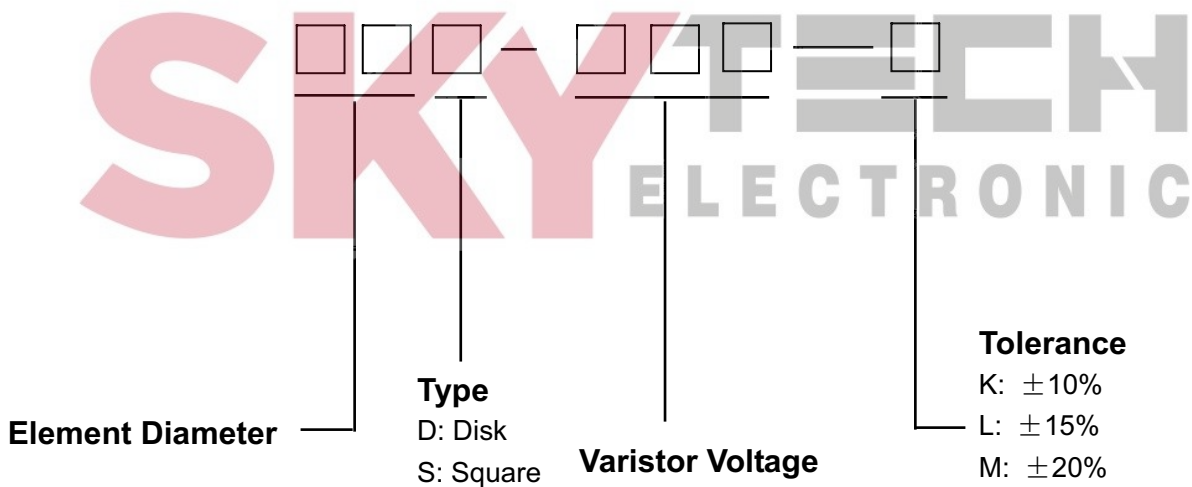 SKYTECH
ELECTRONIC
Tolerance
K: ±10%
L: ±15%
M: ±20%
Type
D: Disk
S: Square
Element Diameter
Varistor Voltage